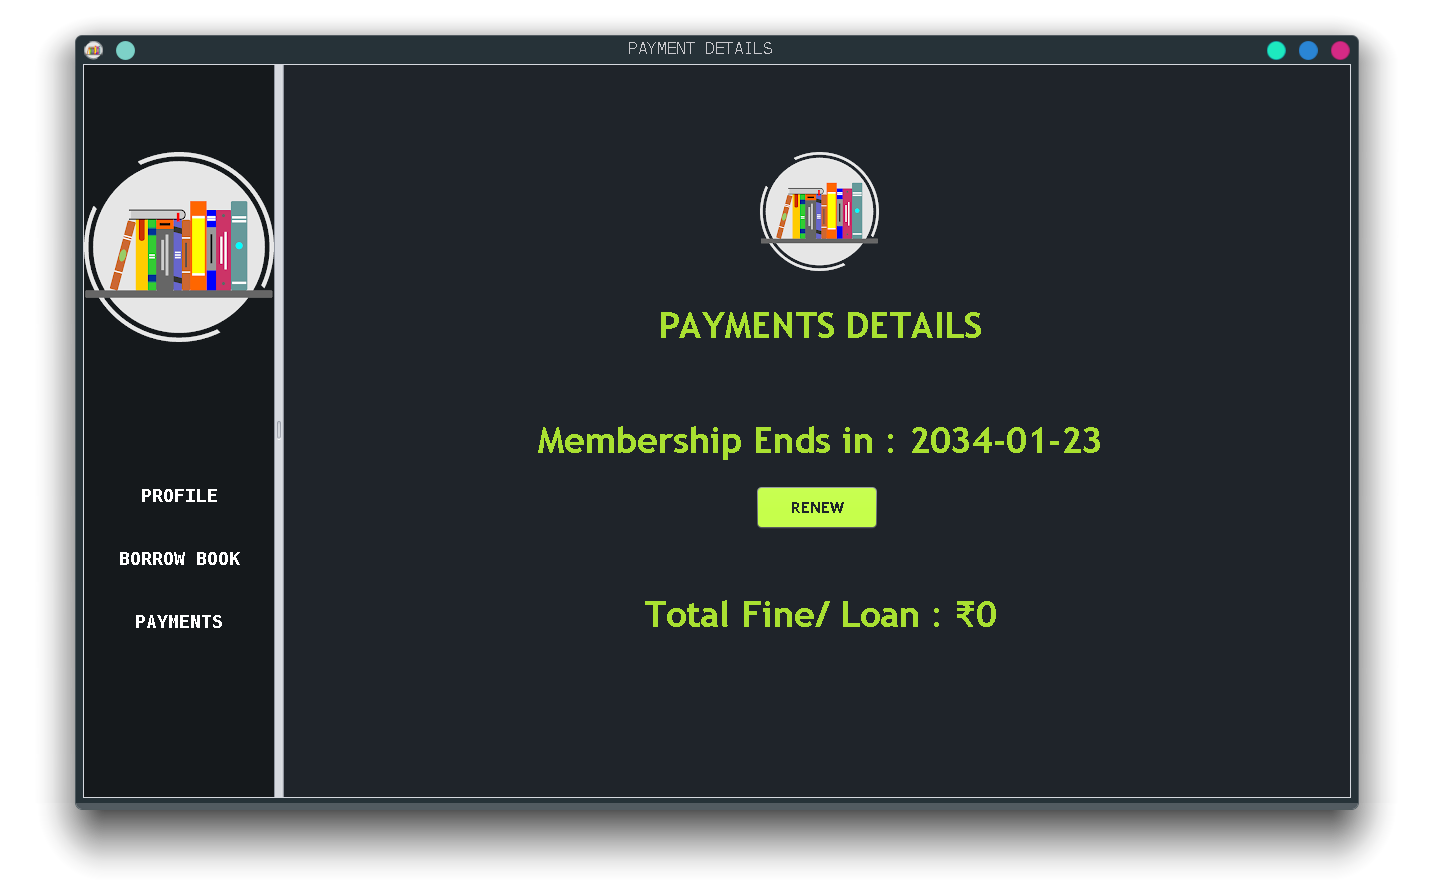 PAYMENT DETAILS
PROFILE
BORROW BOOK
PAYMENTS
PAYMENTS DETAILS
Membership Ends in : 2034-01-23
RENEW
Total Fine/ Loan : ₹0